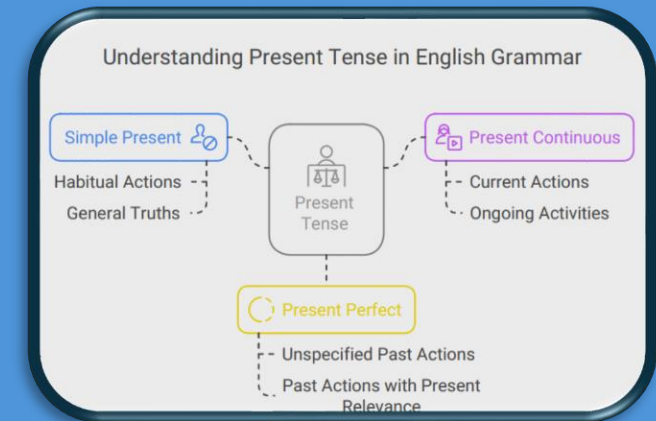 Understanding Present Tense in English Grammar
Simple Present
Habitual Actions
General Truths
Present
Tense
Present Continuous
Current Actions
Ongoing Activities
Present Perfect
Unspecified Past Actions
Past Actions with Present
Relevance